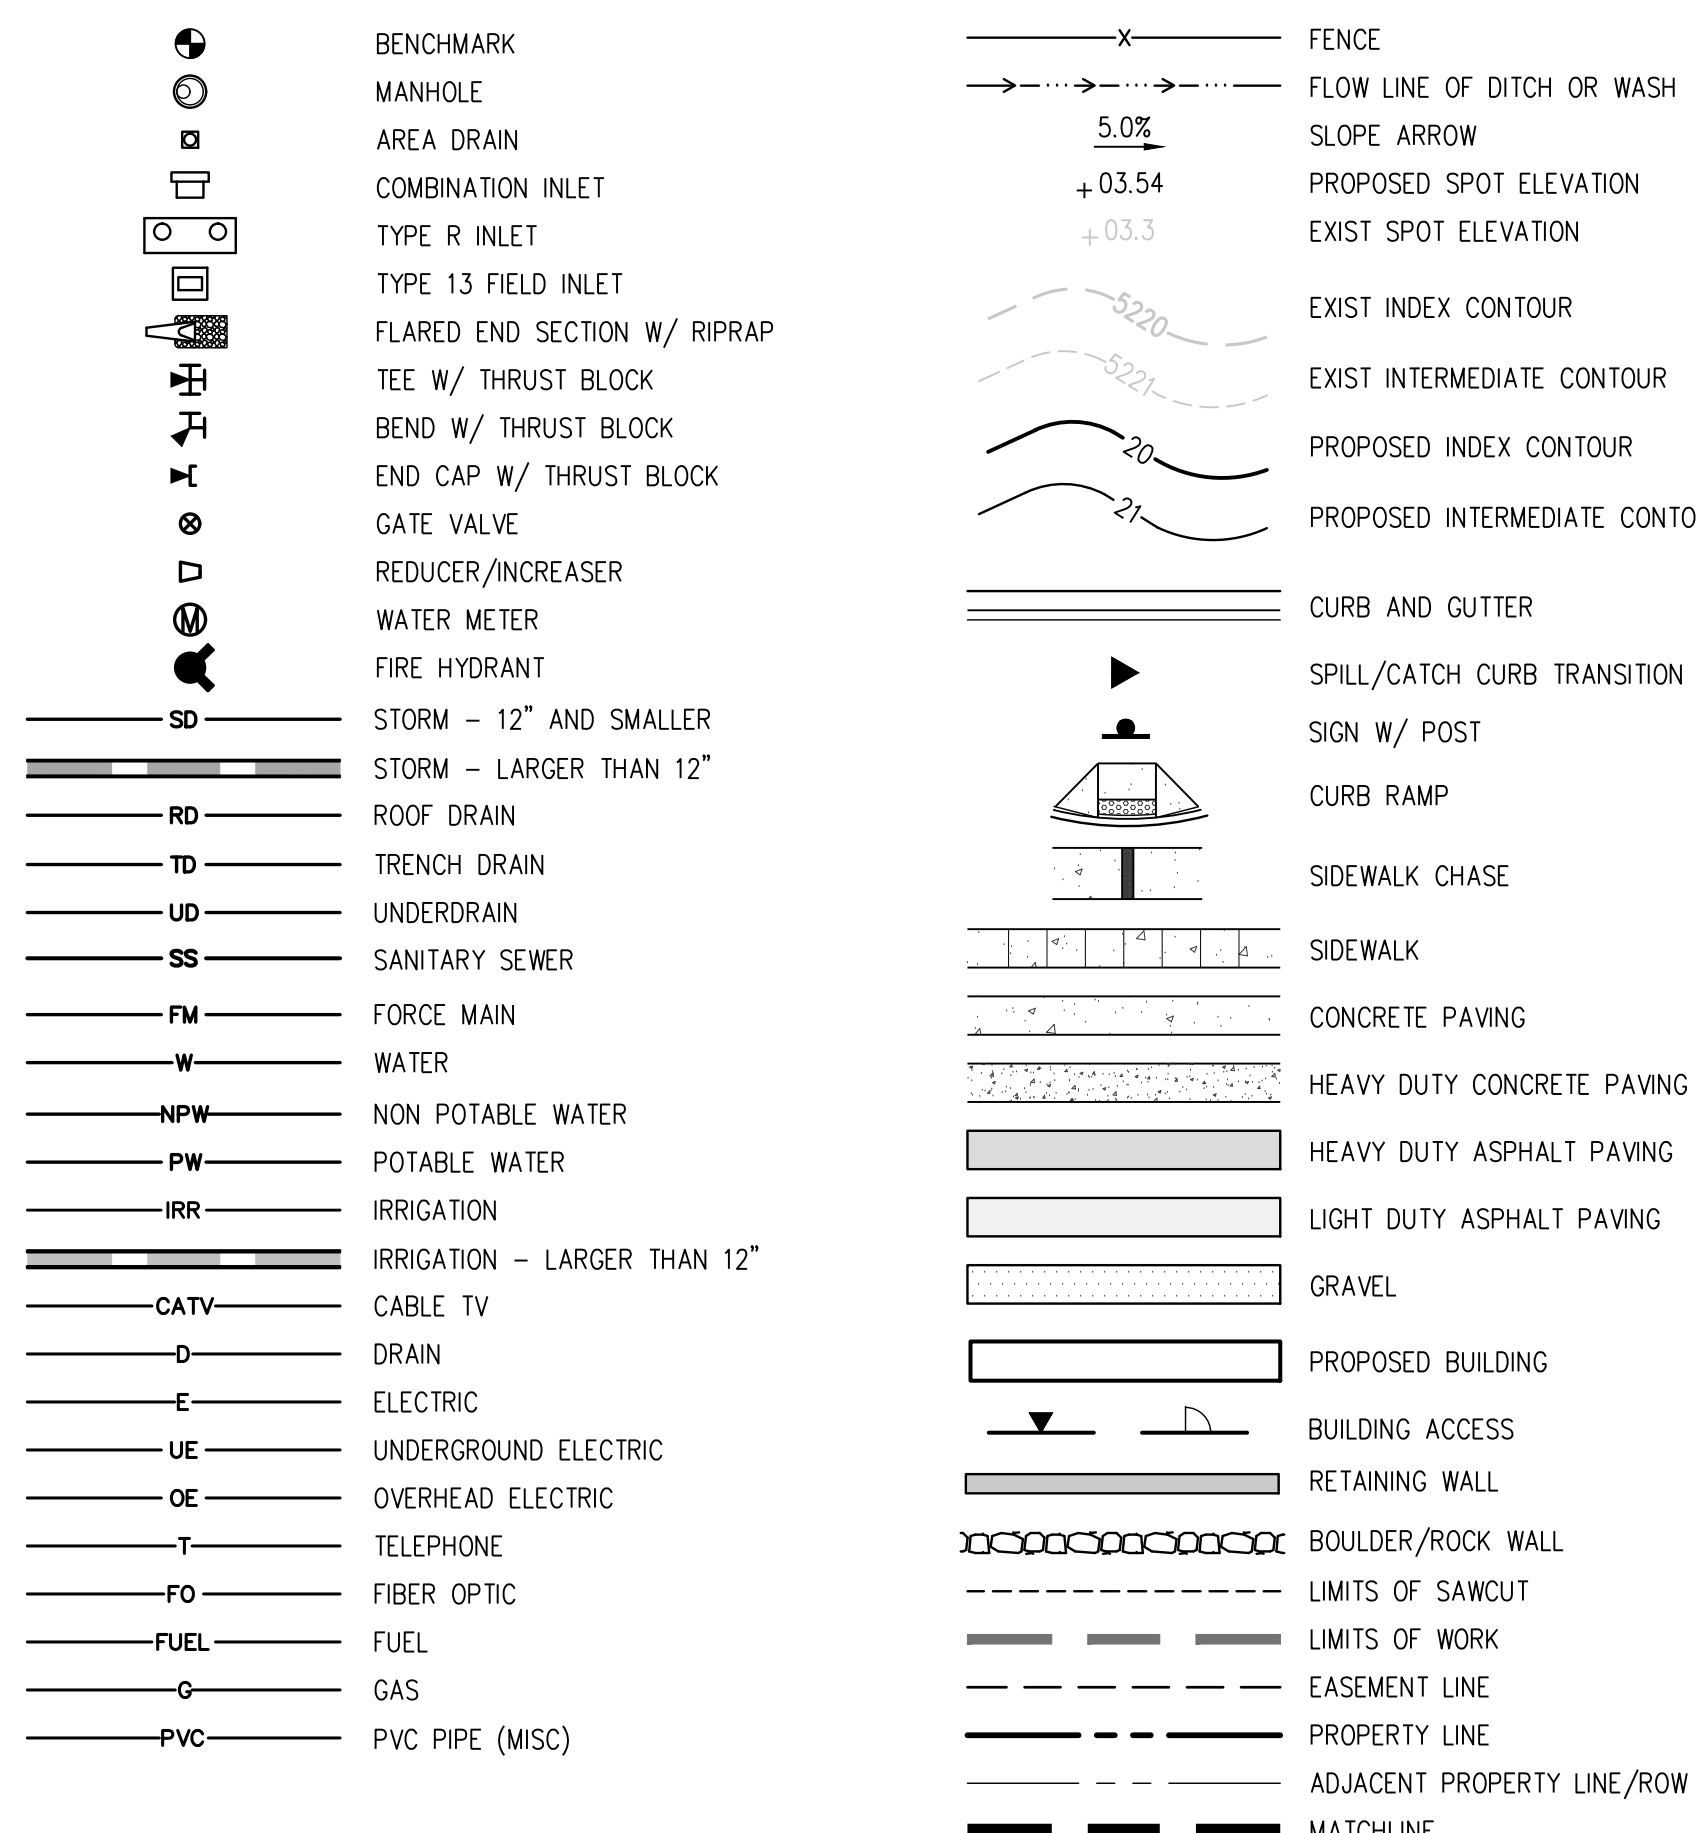 BENCHMARK
MANHOLE
AREA DRAIN
COMBINATION INLET
TYPE R INLET
TYPE 13 FIELD INLET
FLARED END SECTION W/ RIPRAP
TEE W/ THRUST BLOCK
BEND W/ THRUST BLOCK
END CAP W/ THRUST BLOCK
GATE VALVE
REDUCER/INCREASER
M WATER METER
FIRE HYDRANT
SD STORM - 12" AND SMALLER
STORM - LARGER THAN 12"
RD ROOF DRAIN
TD TRENCH DRAIN
UD UNDERDRAIN
SS SANITARY SEWER
FM FORCE MAIN
W WATER
NPW NON POTABLE WATER
PW POTABLE WATER
IRR IRRIGATION
IRRIGATION - LARGER THAN 12"
CATV CABLE TV
D DRAIN
E ELECTRIC
UE UNDERGROUND ELECTRIC
OE OVERHEAD ELECTRIC
T TELEPHONE
FO FIBER OPTIC
FUEL FUEL
G GAS
PVC PVC PIPE (MISC)
X FENCE
FLOW LINE OF DITCH OR WASH
5.0% SLOPE ARROW
+03.54 PROPOSED SPOT ELEVATION
+03.3 EXIST SPOT ELEVATION
5220 EXIST INDEX CONTOUR
5221 EXIST INTERMEDIATE CONTOUR
20 PROPOSED INDEX CONTOUR
21 PROPOSED INTERMEDIATE CONTO
CURB AND GUTTER
SPILL/CATCH CURB TRANSITION
SIGN W/ POST
CURB RAMP
SIDEWALK CHASE
SIDEWALK
CONCRETE PAVING
HEAVY DUTY CONCRETE PAVING
HEAVY DUTY ASPHALT PAVING
LIGHT DUTY ASPHALT PAVING
GRAVEL
PROPOSED BUILDING
BUILDING ACCESS
RETAINING WALL
BOULDER/ROCK WALL
LIMITS OF SAWCUT
LIMITS OF WORK
EASEMENT LINE
PROPERTY LINE
ADJACENT PROPERTY LINE/ROW
MATCHLINE